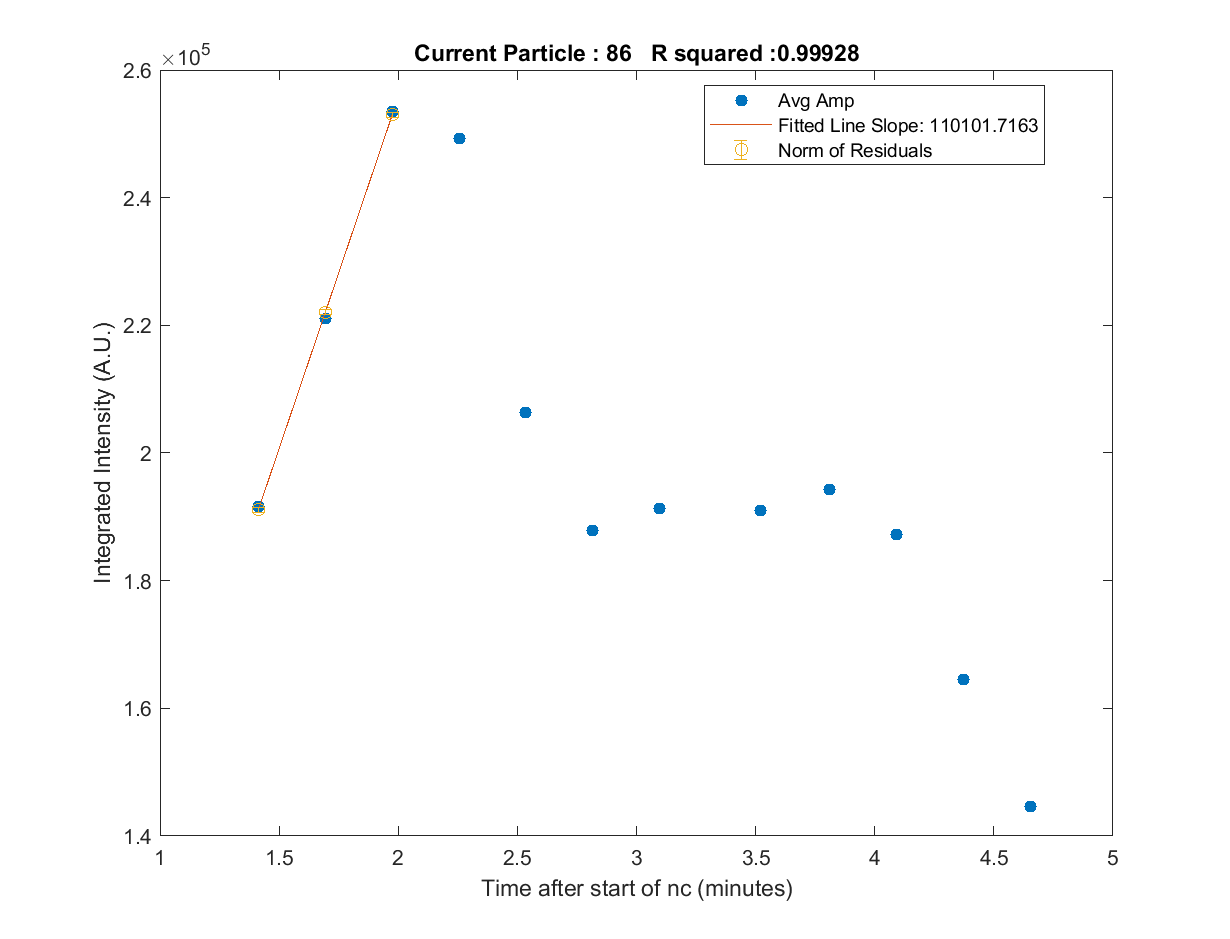 Current Particle : 86   R squared :0.99928
×10^5
2.6
2.4
2.2
2
1.8
1.6
1.4
Integrated Intensity (A.U.)
Avg Amp
Fitted Line Slope: 110101.7163
Norm of Residuals
1 1.5 2 2.5 3 3.5 4 4.5 5
Time after start of nc (minutes)